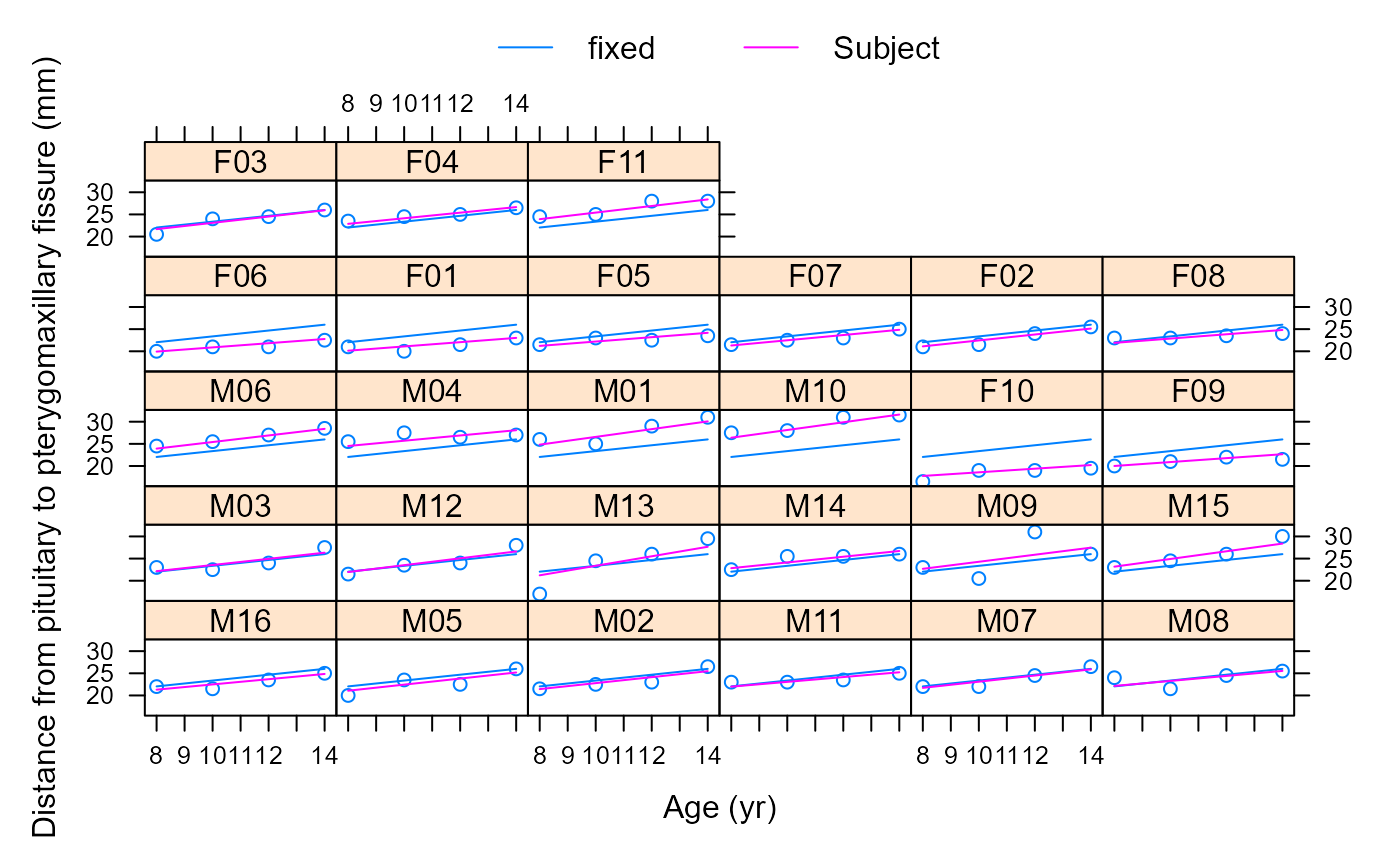 fixed Subject
8 9 10 11 12 14
F03 F04 F11
30
25
20
F06 F01 F05 F07 F02 F08
30
25
20
M06 M04 M01 M10 F10 F09
30
25
20
M03 M12 M13 M14 M09 M15
30
25
20
M16 M05 M02 M11 M07 M08
30
25
20
8 9 10 11 12 14 8 9 10 11 12 14 8 9 10 11 12 14
Age (yr)
Distance from pituitary to pterygomaxillary fissure (mm)